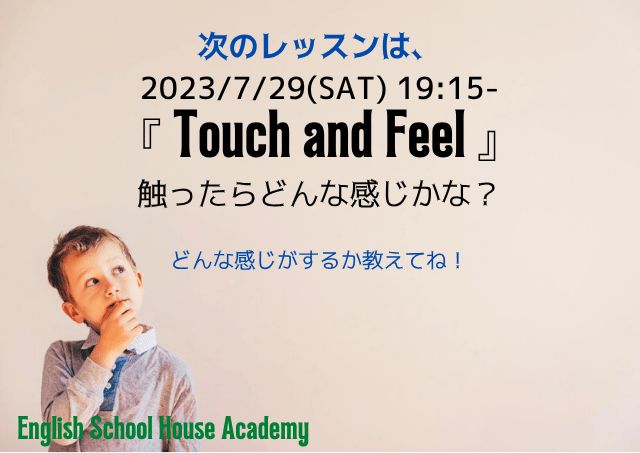 次のレッスンは、
2023/7/29(SAT) 19:15-
『 Touch and Feel 』
触ったらどんな感じかな？
どんな感じがするか教えてね！
English School House Academy